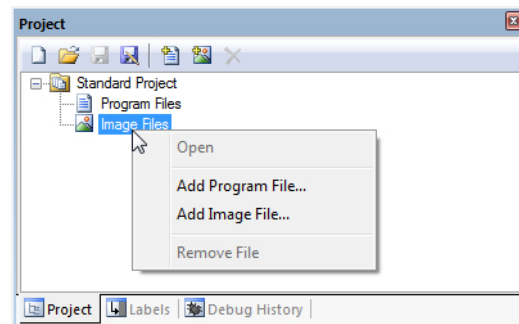 Project
Standard Project
Program Files
Image Files
Open
Add Program File...
Add Image File...
Remove File
Project Labels Debug History